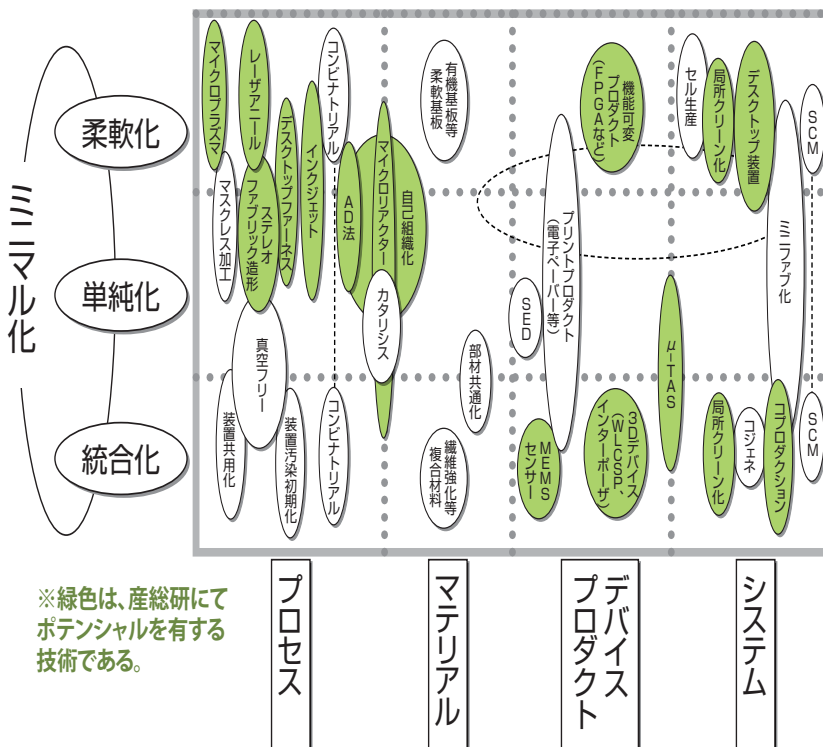 ミニマル化
柔軟化
単純化
統合化
マイクロプラズマ
レーザアニール
マスクレス加工
ステレオ
ファブリック造形
デスクトップファーネス
インクジェット
コンビナトリアル
AD法
マイクロリアクター
自己組織化
カタリシス
真空フリー
装置共用化
装置汚染初期化
コンビナトリアル
有機基板等
柔軟基板
部材共通化
繊維強化等
複合材料
機能可変
プロダクト
(FPGAなど)
プリントプロダクト
(電子ペーパー等)
SED
μ-TAS
MEMS
センサー
3Dデバイス
(WLCSP、
インターポーザ)
セル生産
局所クリーン化
デスクトップ装置
SCM
ミニファブ化
局所クリーン化
コジェネ
コプロダクション
SCM
プロセス
マテリアル
デバイス
プロダクト
システム
※緑色は、産総研にて
ポテンシャルを有する
技術である。